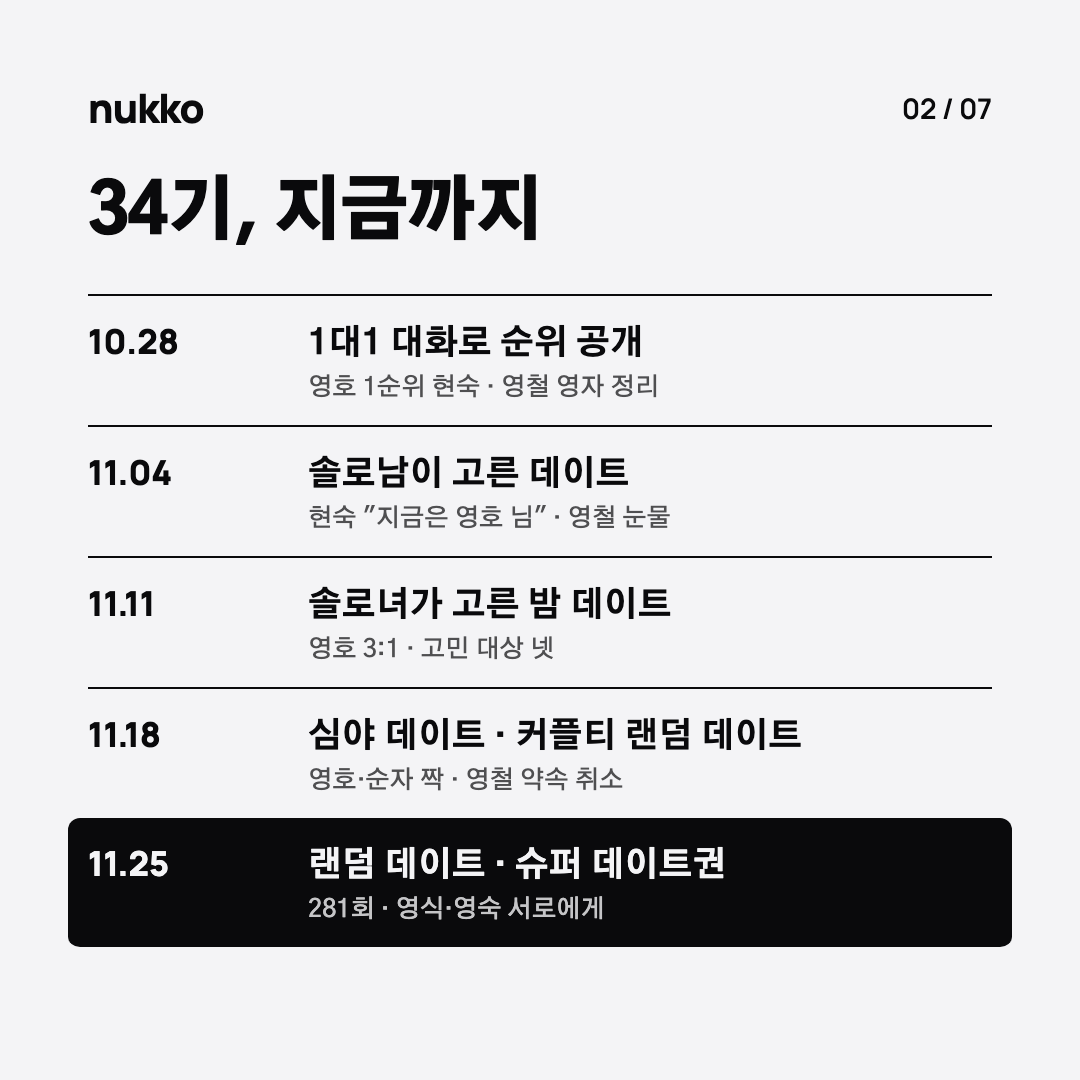 nukko
02 / 07
34기, 지금까지
10.28
1대1 대화로 순위 공개
영호 1순위 현숙 · 영철 영자 정리
11.04
솔로남이 고른 데이트
현숙 "지금은 영호 님" · 영철 눈물
11.11
솔로녀가 고른 밤 데이트
영호 3:1 · 고민 대상 넷
11.18
심야 데이트 · 커플티 랜덤 데이트
영호·순자 짝 · 영철 약속 취소
11.25
랜덤 데이트 · 슈퍼 데이트권
281회 · 영식·영숙 서로에게